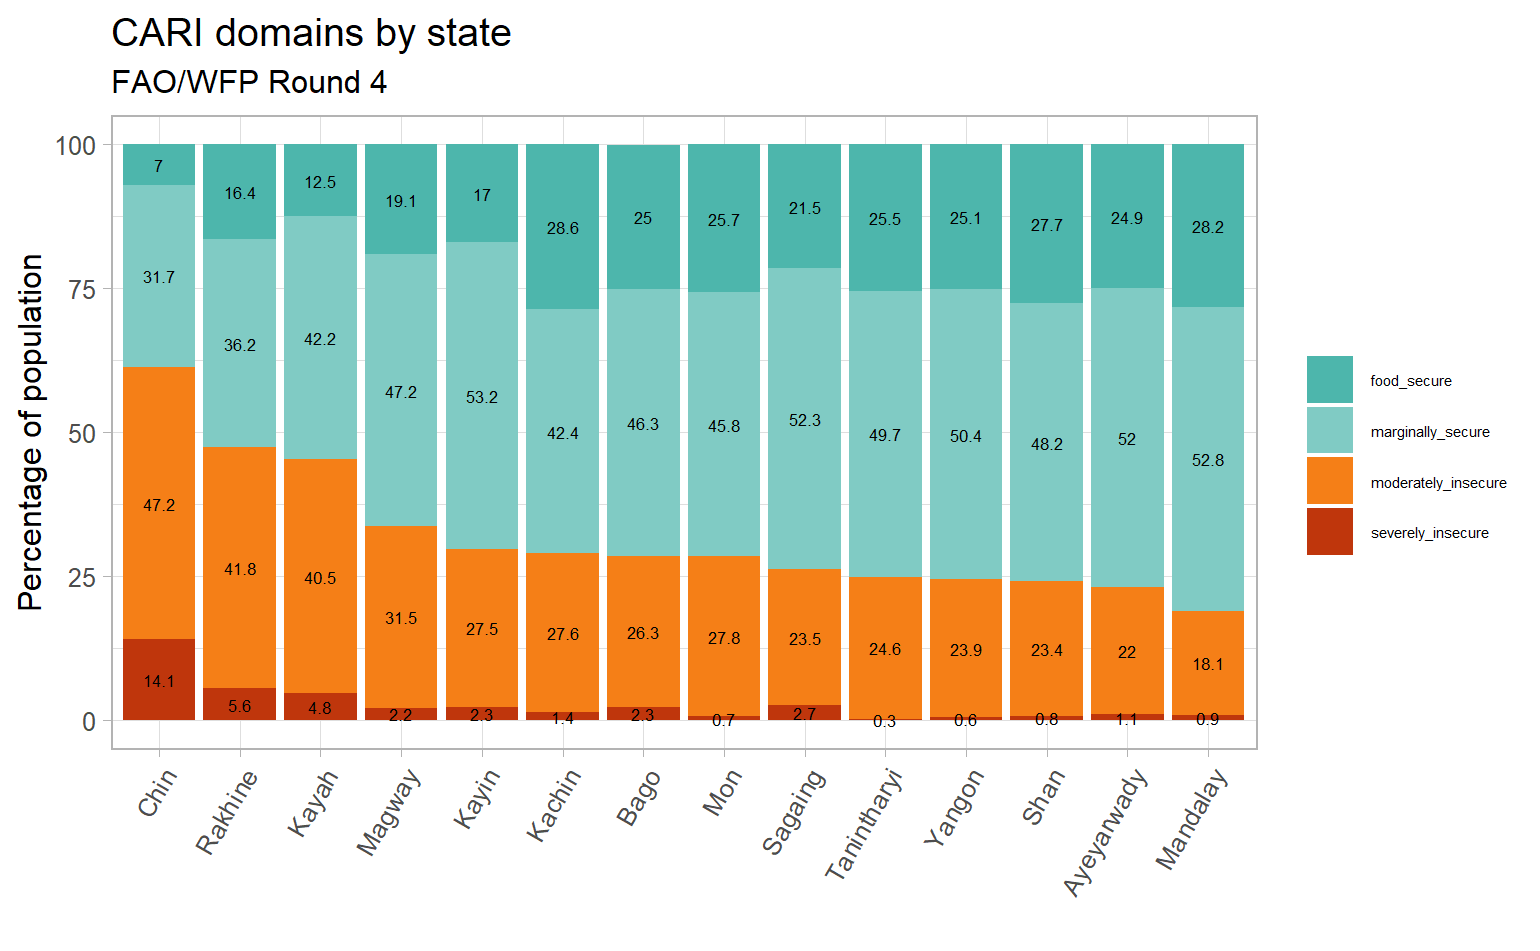 CARI domains by state
FAO/WFP Round 4
Percentage of population
100
75
50
25
0
7
16.4
12.5
19.1
17
28.6
25
25.7
21.5
25.5
25.1
27.7
24.9
28.2
31.7
36.2
42.2
47.2
53.2
42.4
46.3
45.8
52.3
49.7
50.4
48.2
52
52.8
47.2
41.8
40.5
31.5
27.5
27.6
26.3
27.8
23.5
24.6
23.9
23.4
22
18.1
14.1
5.6
4.8
2.2
2.3
1.4
2.3
0.7
2.7
0.3
0.6
0.8
1.1
0.9
Chin
Rakhine
Kayah
Magway
Kayin
Kachin
Bago
Mon
Sagaing
Tanintharyi
Yangon
Shan
Ayeyarwady
Mandalay
food_secure
marginally_secure
moderately_insecure
severely_insecure